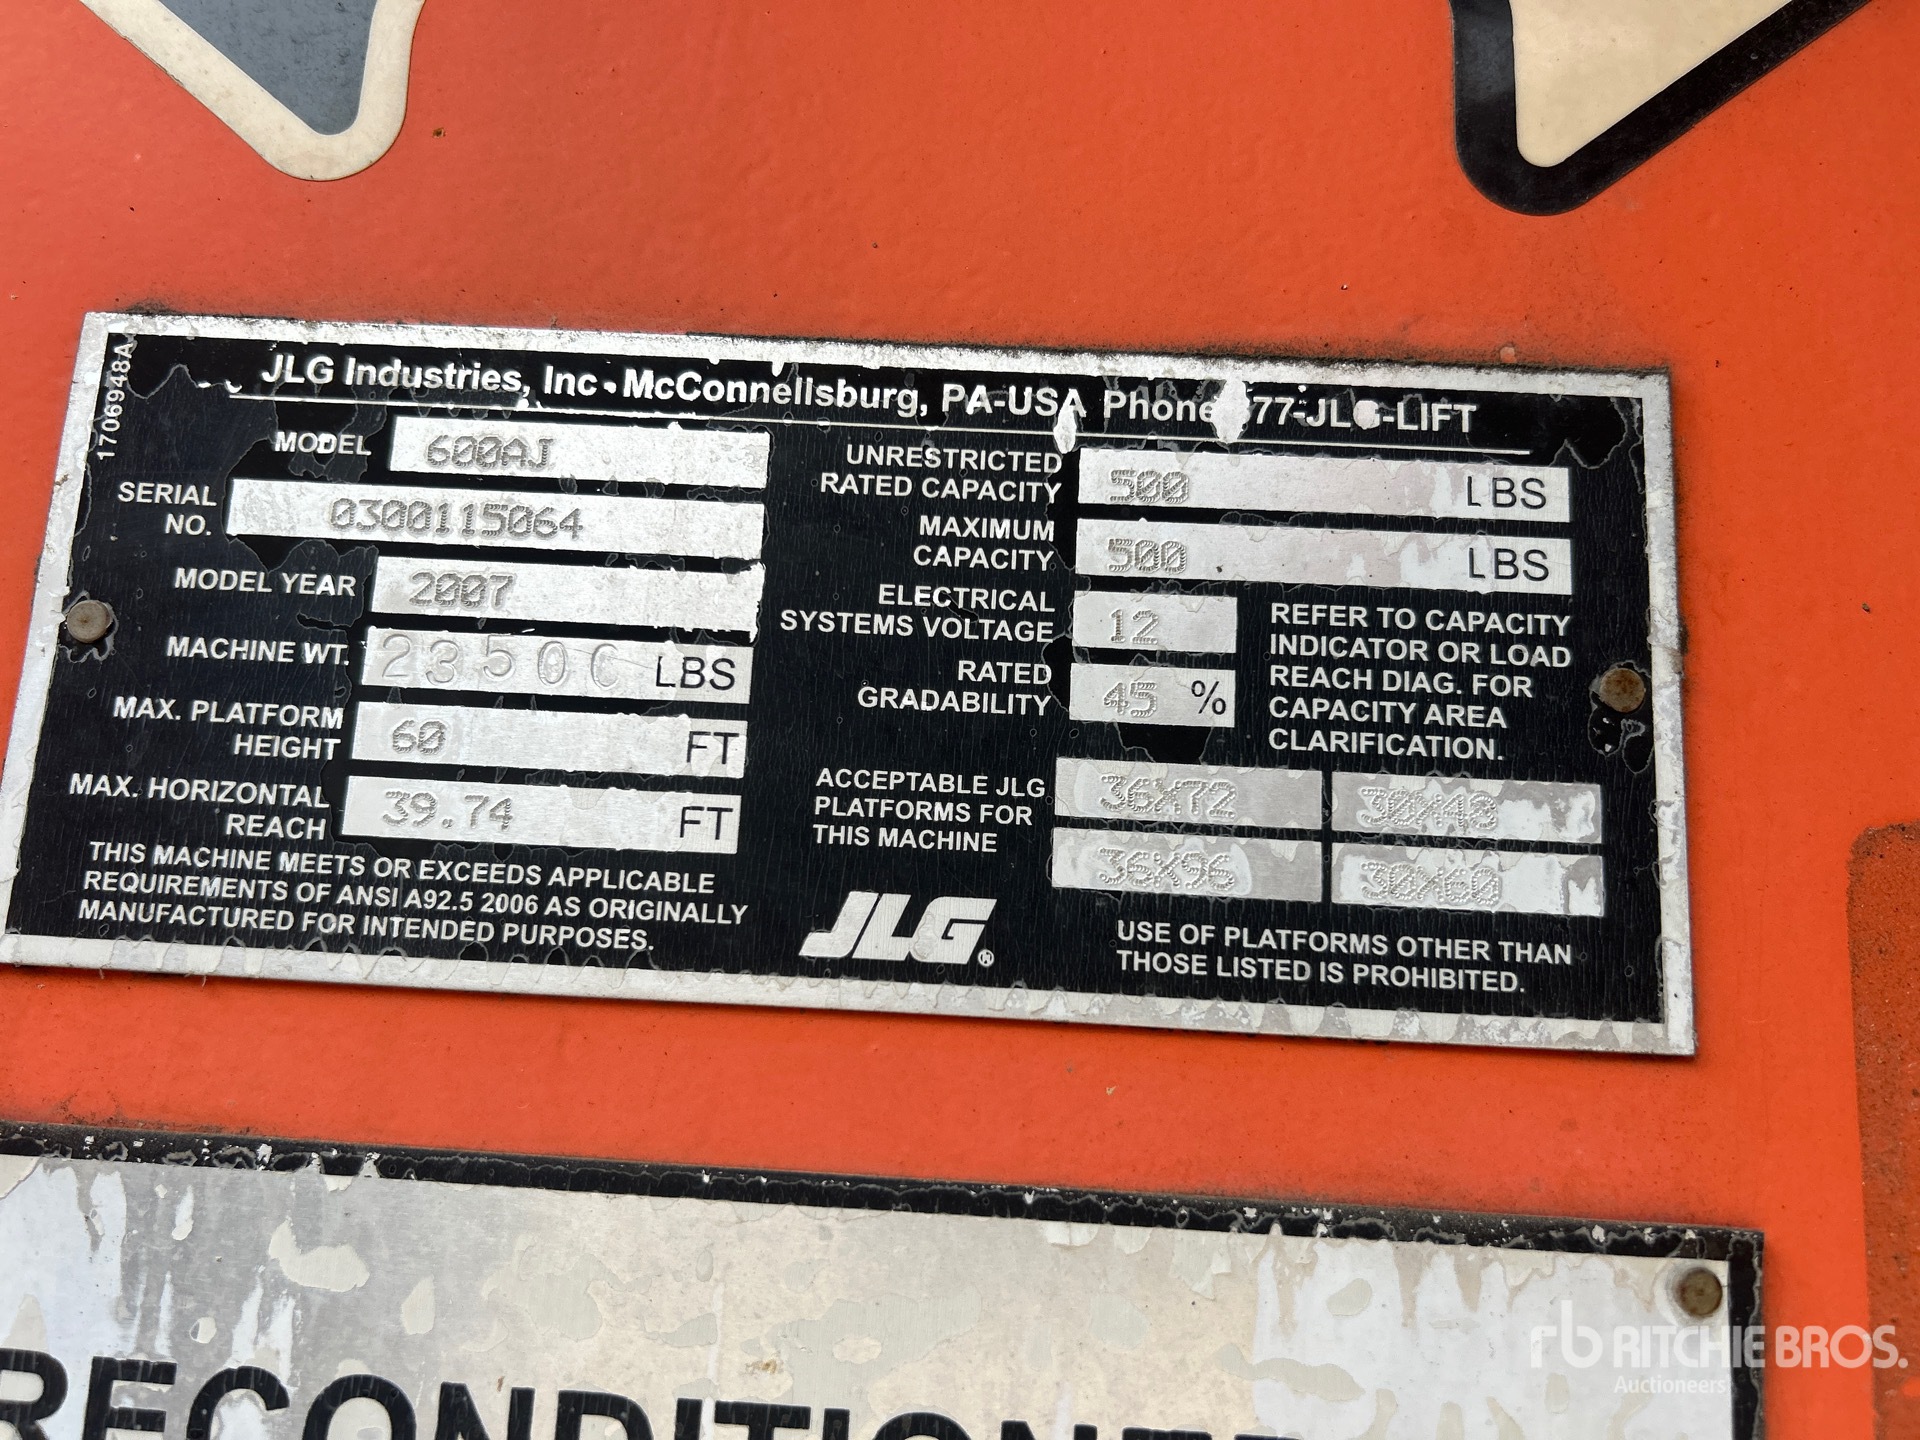 1706948A
JLG Industries, Inc. McConnellsburg, PA-USA Phone 77-JLG-LIFT
MODEL 600AJ
SERIAL NO. 0300115064
MODEL YEAR 2007
MACHINE WT. 23500 LBS
MAX. PLATFORM HEIGHT 60 FT
MAX. HORIZONTAL REACH 39.74 FT
THIS MACHINE MEETS OR EXCEEDS APPLICABLE
REQUIREMENTS OF ANSI A92.5 2006 AS ORIGINALLY
MANUFACTURED FOR INTENDED PURPOSES.
UNRESTRICTED
RATED CAPACITY 500 LBS
MAXIMUM
CAPACITY 500 LBS
ELECTRICAL
SYSTEMS VOLTAGE 12
RATED
GRADABILITY 45 %
REFER TO CAPACITY
INDICATOR OR LOAD
REACH DIAG. FOR
CAPACITY AREA
CLARIFICATION.
ACCEPTABLE JLG
PLATFORMS FOR
THIS MACHINE
36X72 30X48 M
36X96 30X60 M
JLG®
USE OF PLATFORMS OTHER THAN
THOSE LISTED IS PROHIBITED.
RECONDITIONE
rb RITCHIE BROS.
Auctioneers